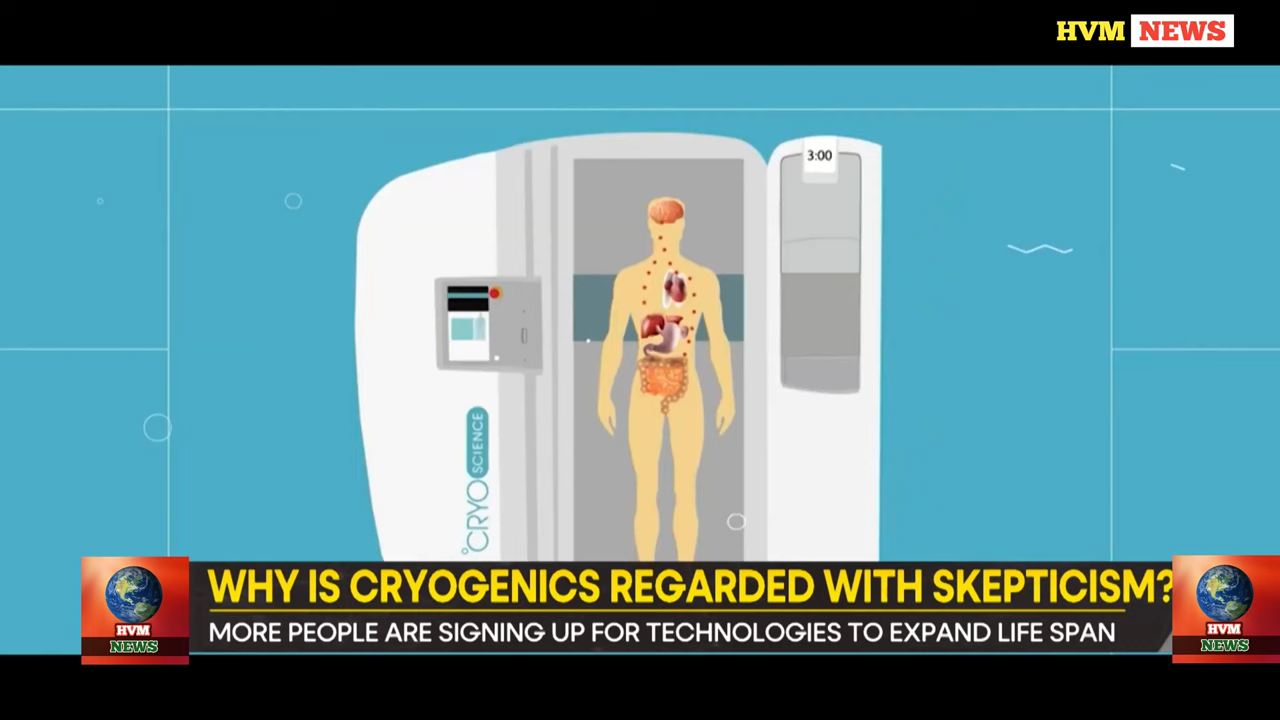 HVM NEWS
3:00
°CRYO SCIENCE
WHY IS CRYOGENICS REGARDED WITH SKEPTICISM?
MORE PEOPLE ARE SIGNING UP FOR TECHNOLOGIES TO EXPAND LIFE SPAN
HVM
NEWS
HVM
NEWS